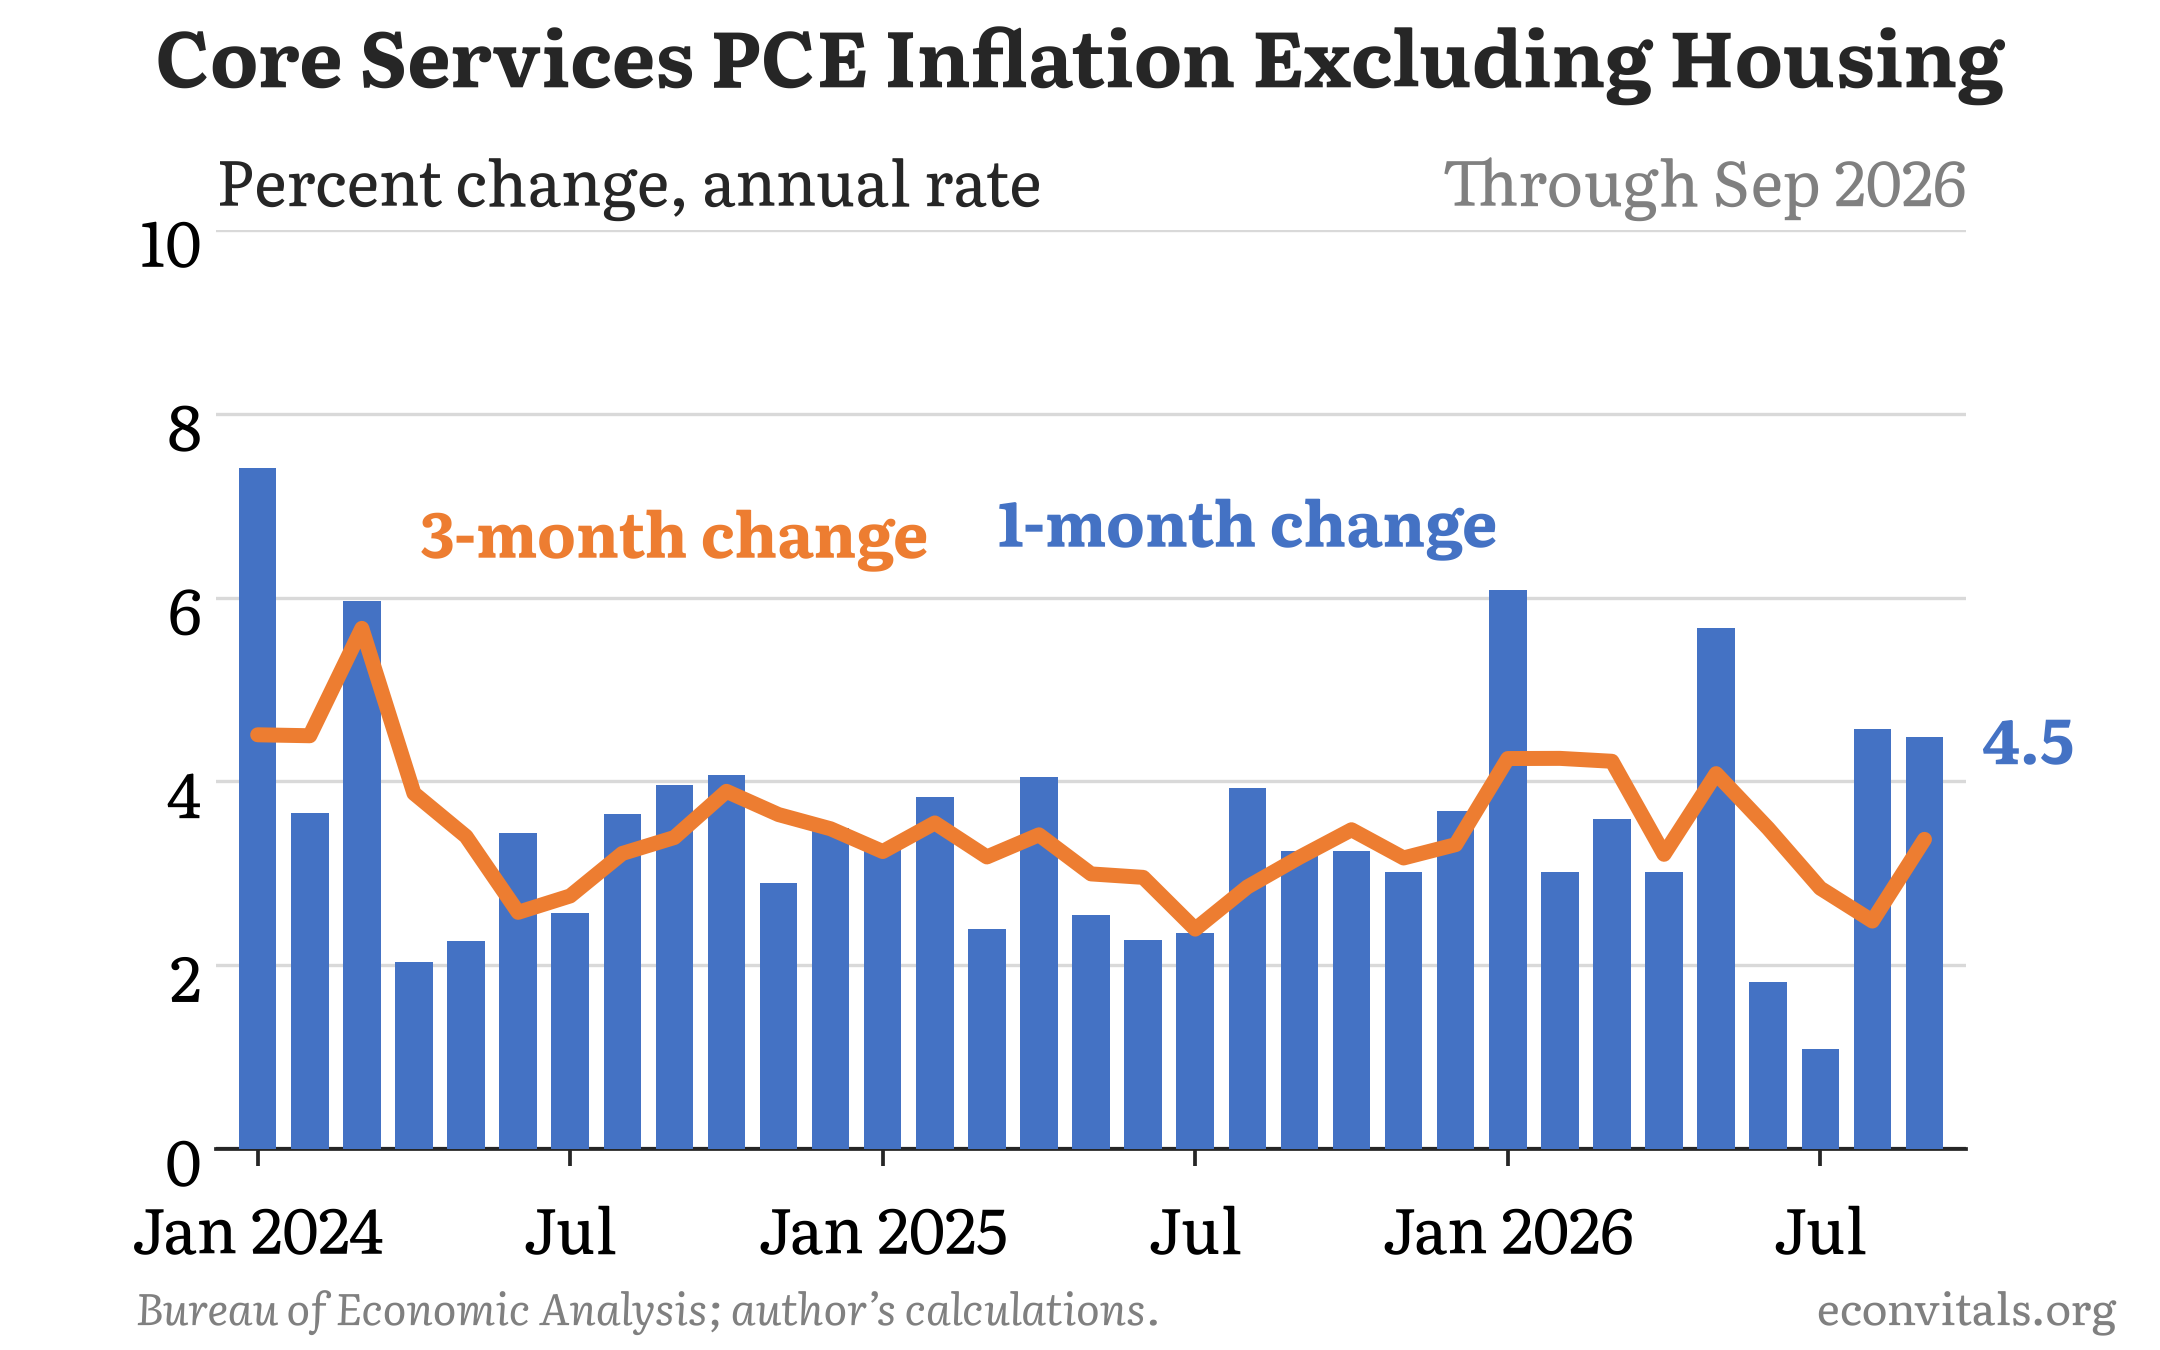 Core Services PCE Inflation Excluding Housing
Percent change, annual rate
Through Sep 2026
10
8
3-month change
1-month change
6
4.5
4
2
0
Jan 2024
Jul
Jan 2025
Jul
Jan 2026
Jul
Bureau of Economic Analysis; author’s calculations.
econvitals.org